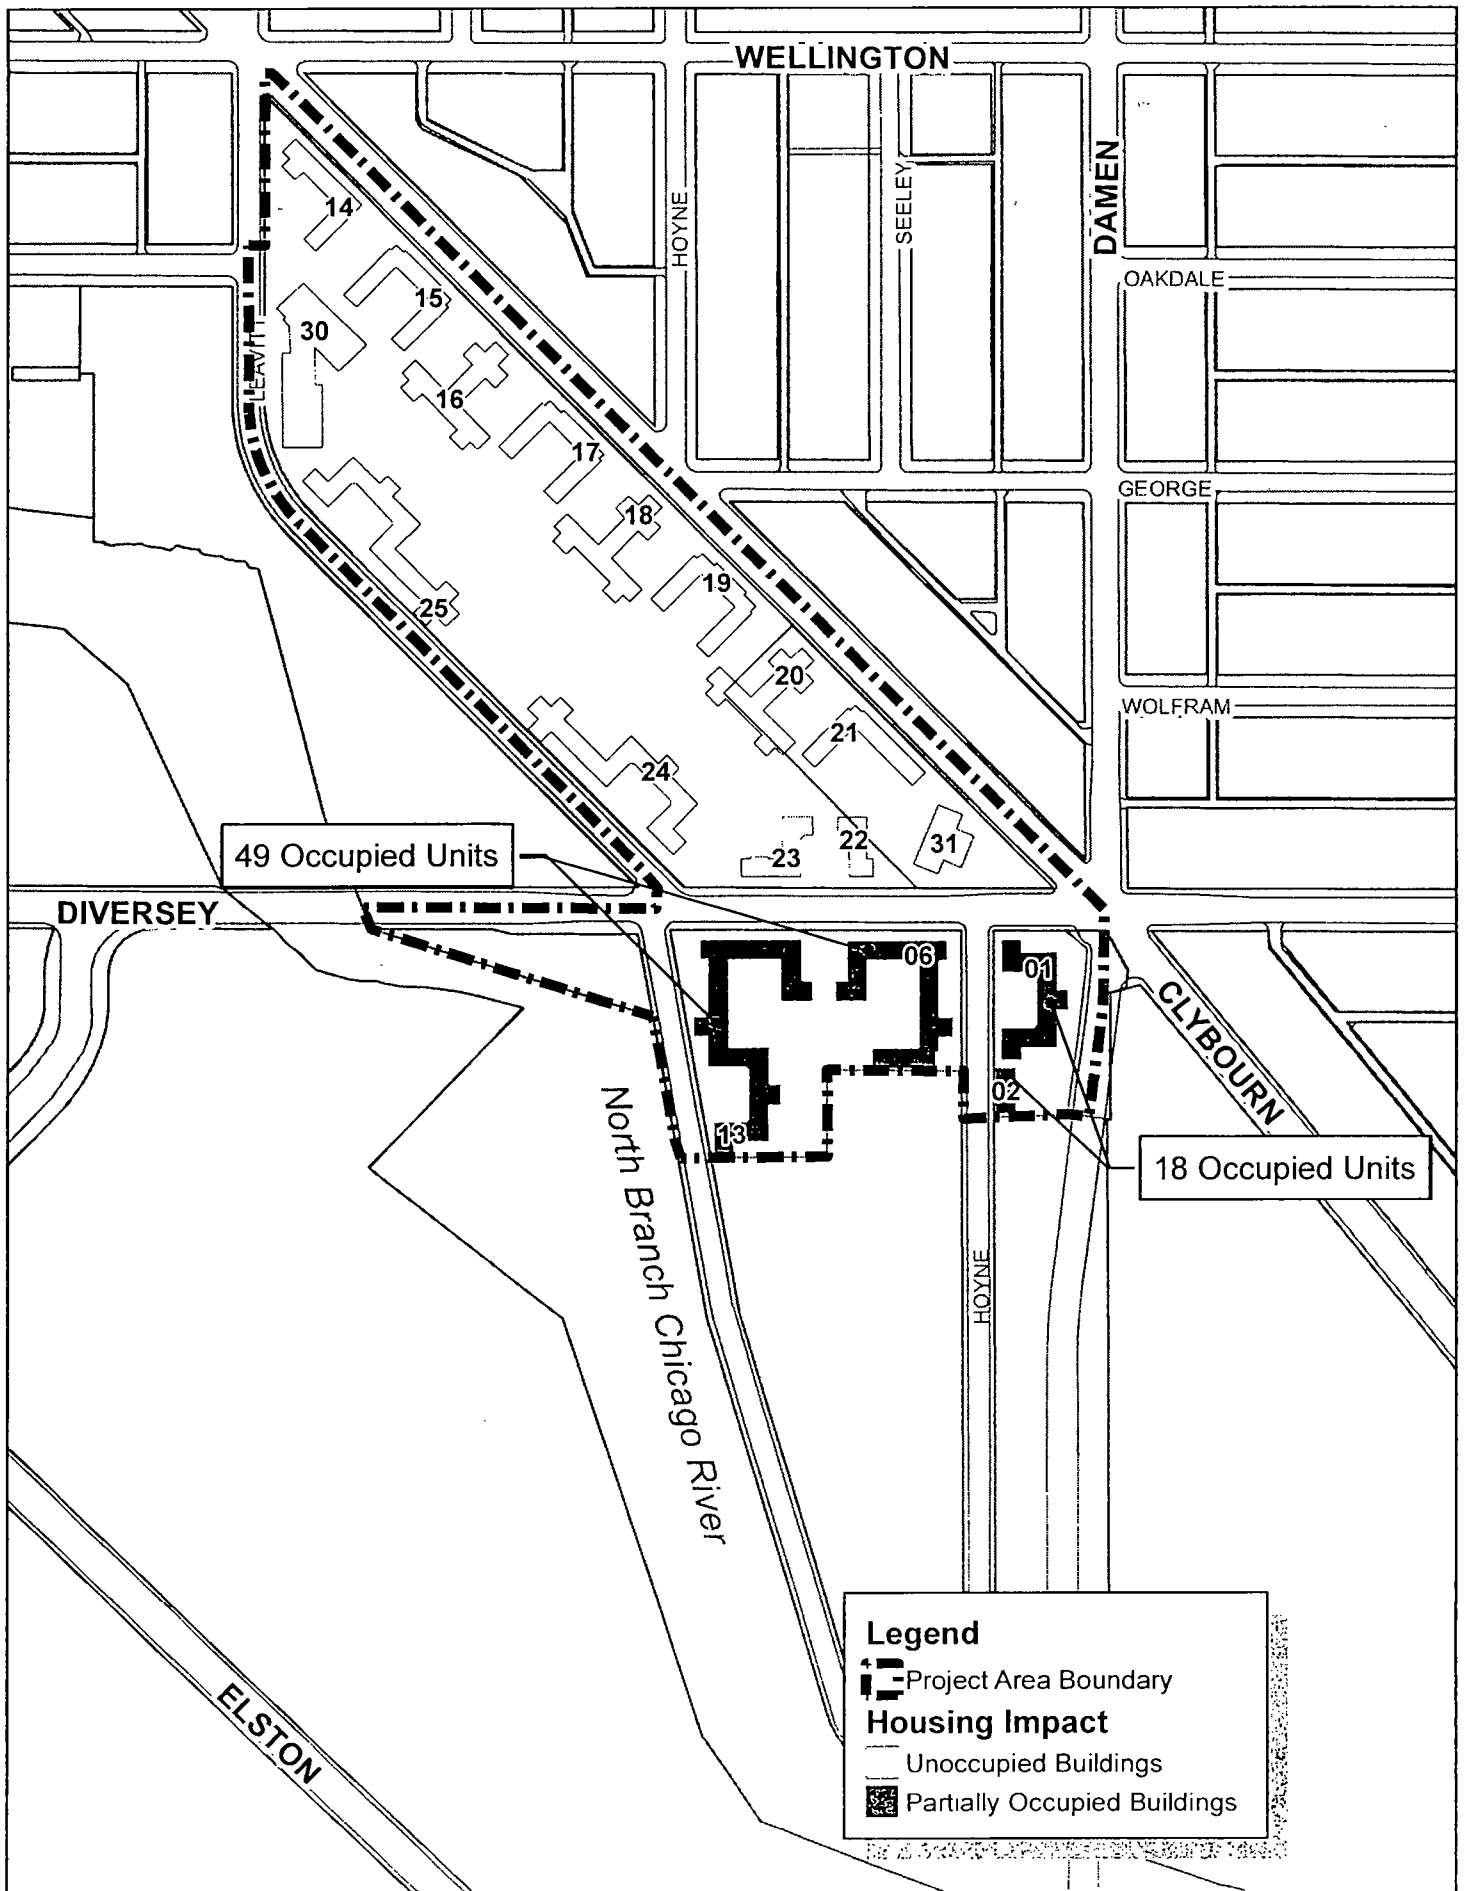 WELLINGTON
DAMEN
HOYNE
SEELEY
OAKDALE
14
15
30
LEAVITT
16
17
GEORGE
18
19
25
20
WOLFRAM
21
24
49 Occupied Units
23
22
31
DIVERSEY
06
01
CLYBOURN
02
13
18 Occupied Units
North Branch Chicago River
HOYNE
ELSTON
Legend
Project Area Boundary
Housing Impact
Unoccupied Buildings
Partially Occupied Buildings